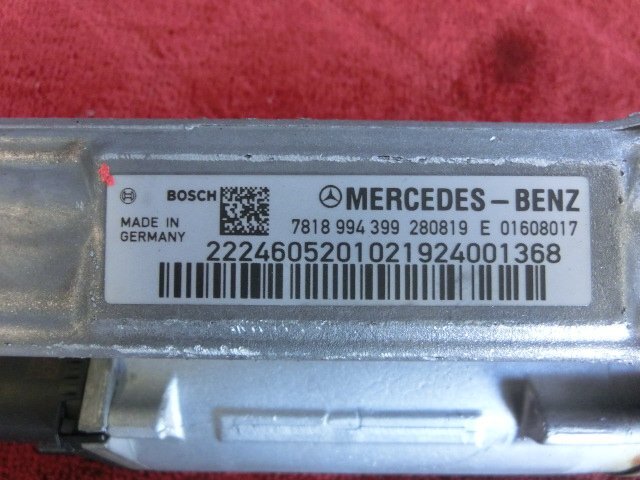 BOSCH
MERCEDES-BENZ
MADE IN
GERMANY
7818 994 399 280819 E 01608017
2224605201021924001368